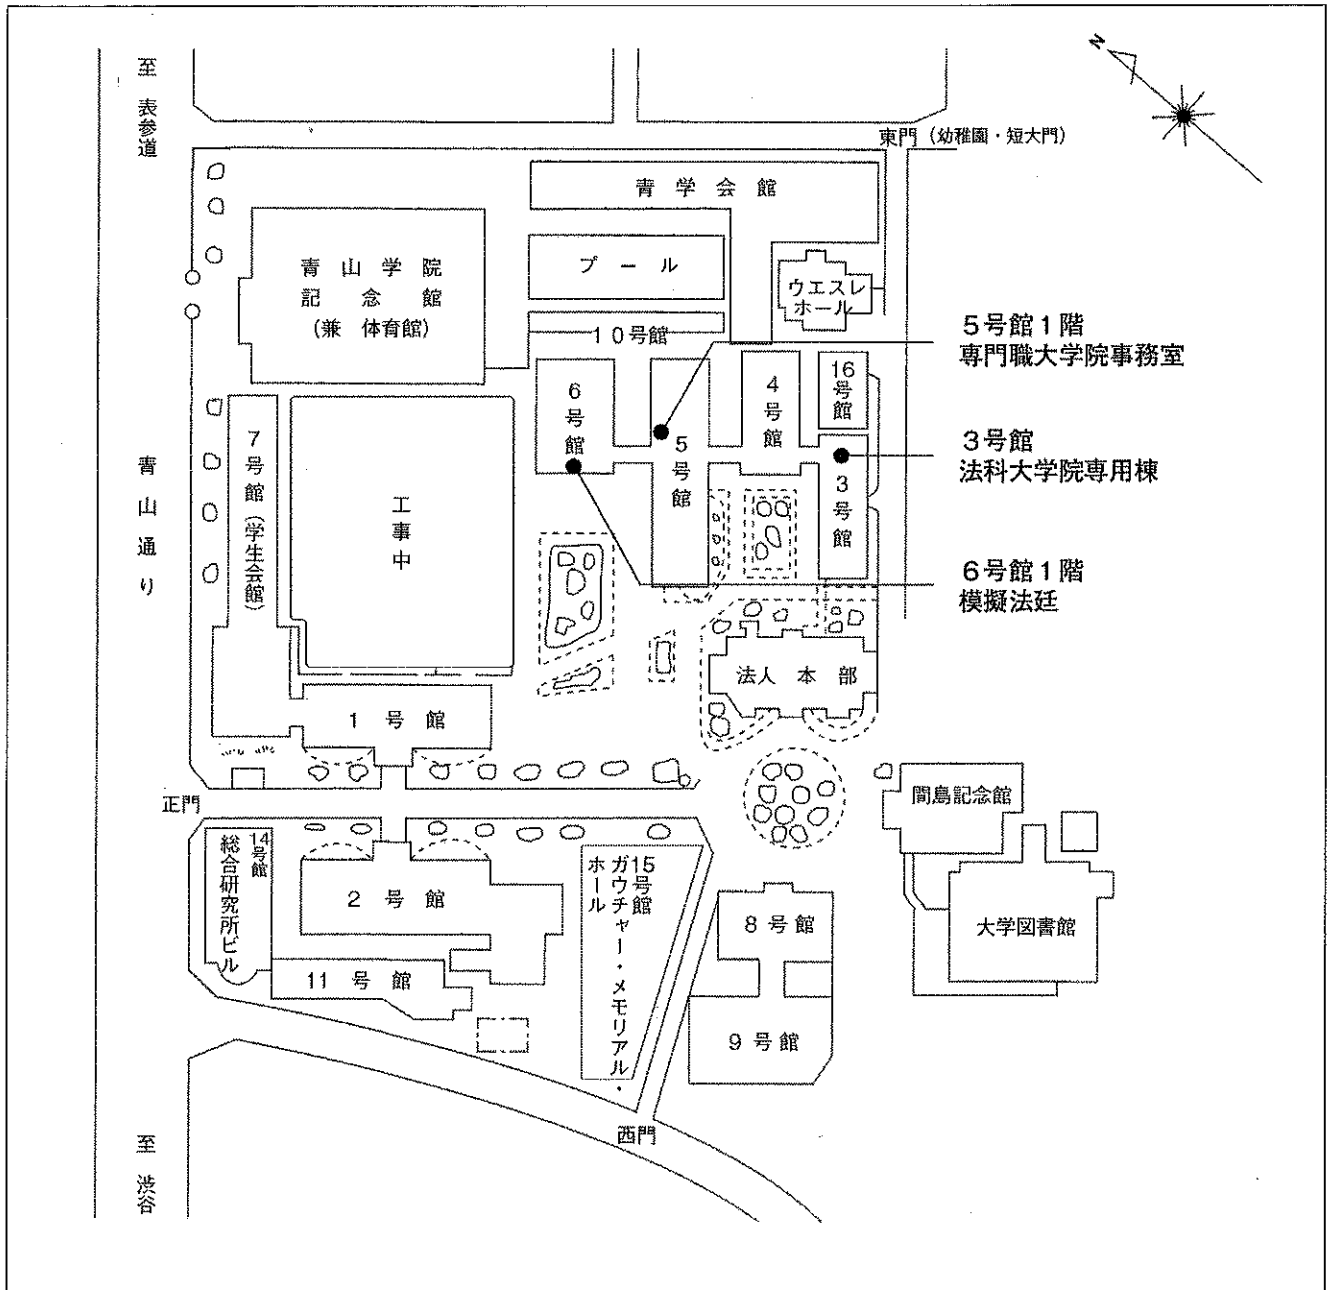 N
至 表参道
東門（幼稚園・短大門）
青学会館
青山学院
記念館
(兼 体育館)
プール
ウエスレ
ホール
10号館
5号館1階
専門職大学院事務室
6号館
5号館
4号館
16号館
3号館
3号館
法科大学院専用棟
7号館（学生会館）
工事中
青山通り
6号館1階
模擬法廷
法人本部
1号館
正門
間島記念館
14号館
総合研究所ビル
2号館
15号館
ガウチャー・メモリアル・
ホール
8号館
大学図書館
11号館
9号館
西門
至 渋谷